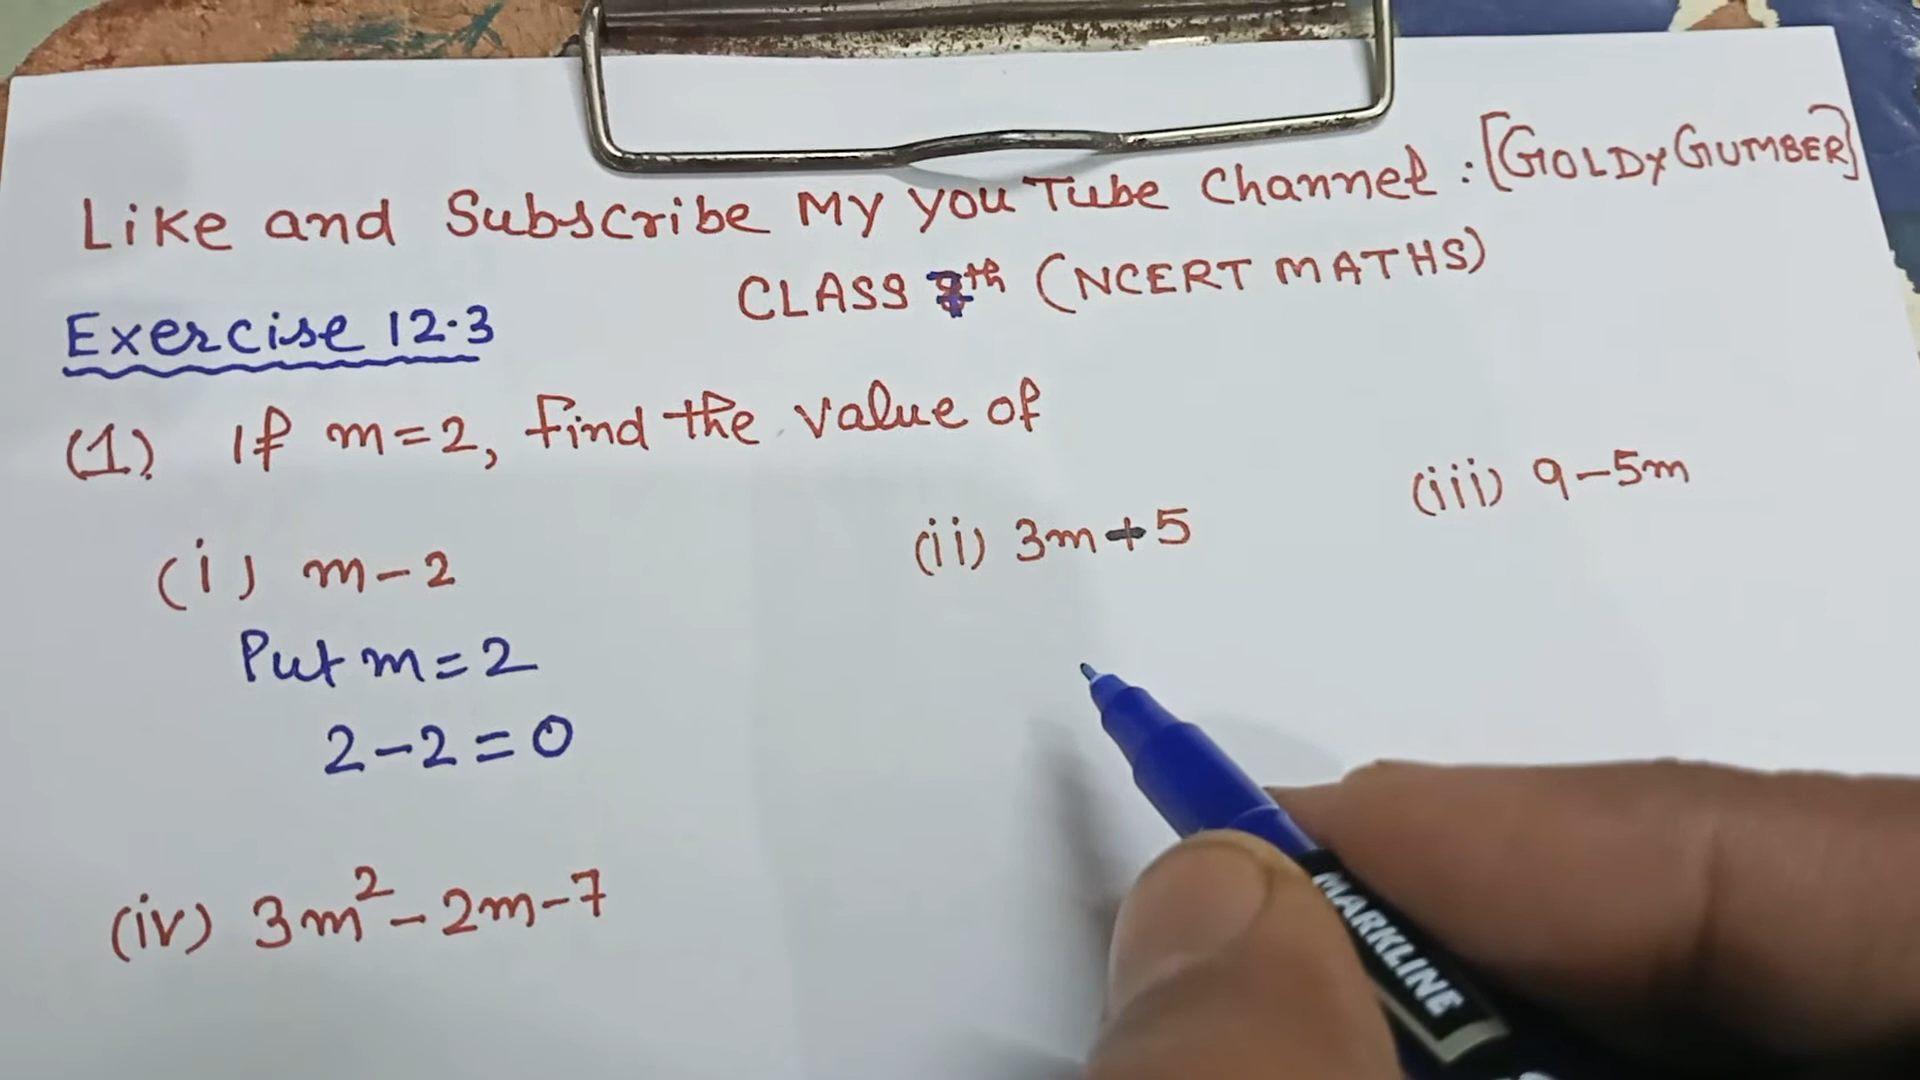 Like and Subscribe My YouTube Channel : [GOLDY GUMBER]
CLASS 7th (NCERT MATHS)
Exercise 12.3
(1) If m=2, find the value of
(i) m-2
(ii) 3m+5
(iii) 9-5m
Put m=2
2-2=0
(iv) 3m²-2m-7
MARKLINE